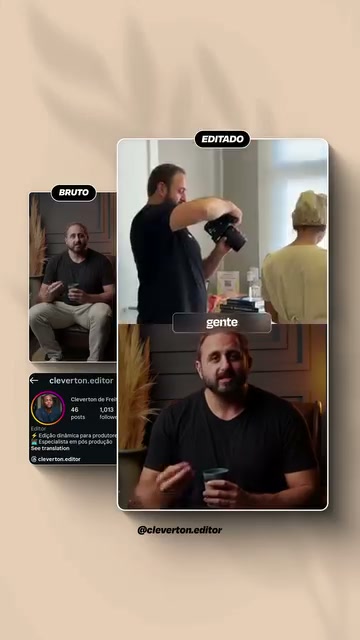 EDITADO
BRUTO
gente
cleverton.editor
Cleverton de Frei
46
1,013
posts
followe
Editor
⚡ Edição dinâmica para produtore
Especialista em pós produção
See translation
cleverton.editor
@cleverton.editor